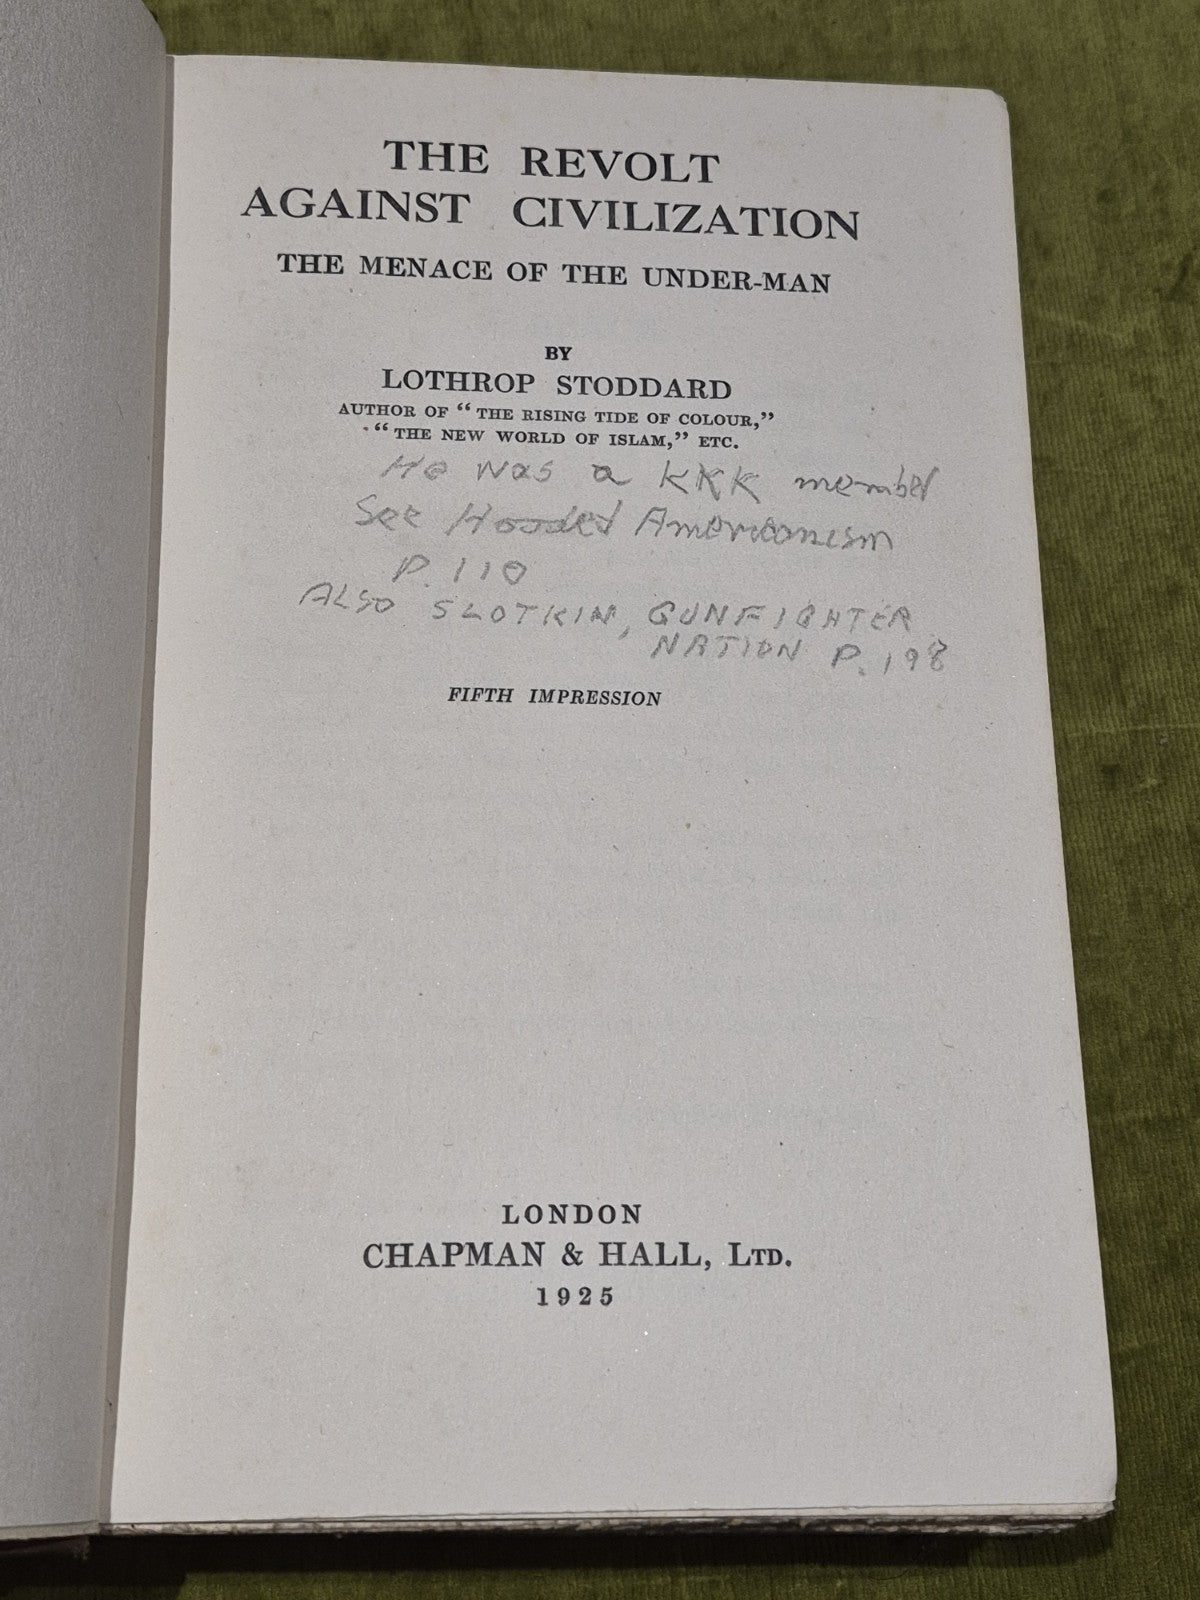 THE REVOLT
AGAINST CIVILIZATION
THE MENACE OF THE UNDER-MAN
BY
LOTHROP STODDARD
AUTHOR OF “THE RISING TIDE OF COLOUR,”
“THE NEW WORLD OF ISLAM,” ETC.
He was a KKK member
See Hooded Americanism
P. 110
ALSO SLOTKIN, GUNFIGHTER
NATION P. 198
FIFTH IMPRESSION
LONDON
CHAPMAN & HALL, LTD.
1925